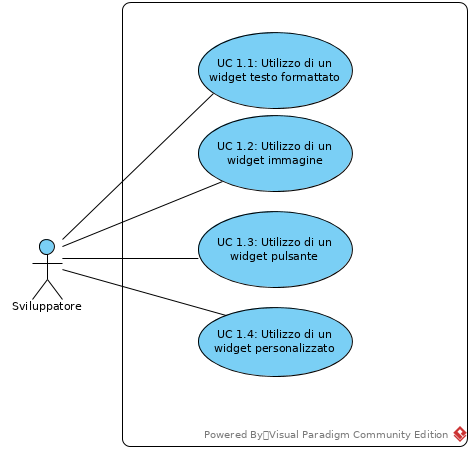 UC 1.1: Utilizzo di un
widget testo formattato
UC 1.2: Utilizzo di un
widget immagine
UC 1.3: Utilizzo di un
widget pulsante
Sviluppatore
UC 1.4: Utilizzo di un
widget personalizzato
Powered By Visual Paradigm Community Edition